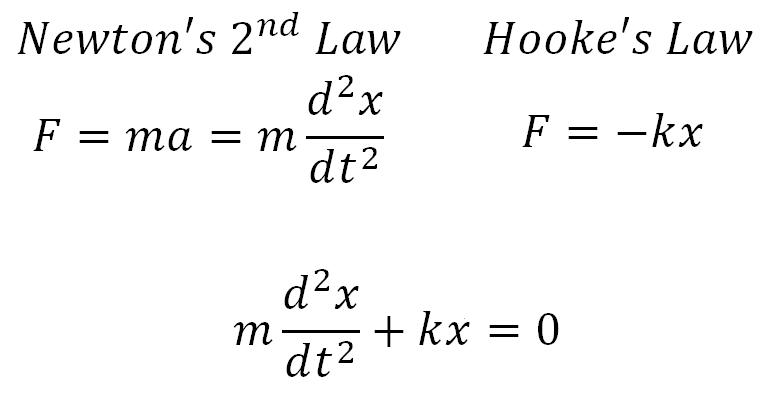 Newton's 2ⁿᵈ Law
F = ma = m d²x/dt²
Hooke's Law
F = −kx
m d²x/dt² + kx = 0